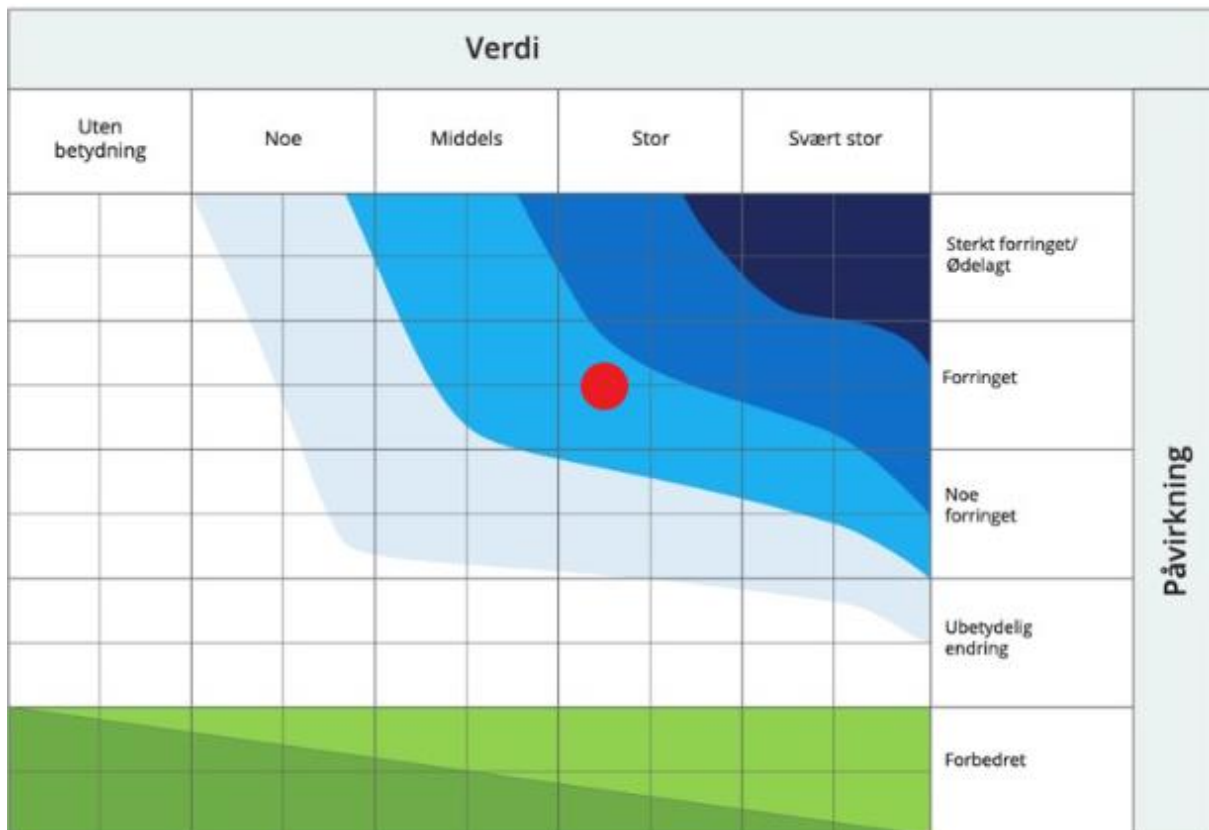 Verdi
Uten
betydning
Noe
Middels
Stor
Svært stor
Sterkt forringet/
Ødelagt
Forringet
Noe
forringet
Ubetydelig
endring
Forbedret
Påvirkning